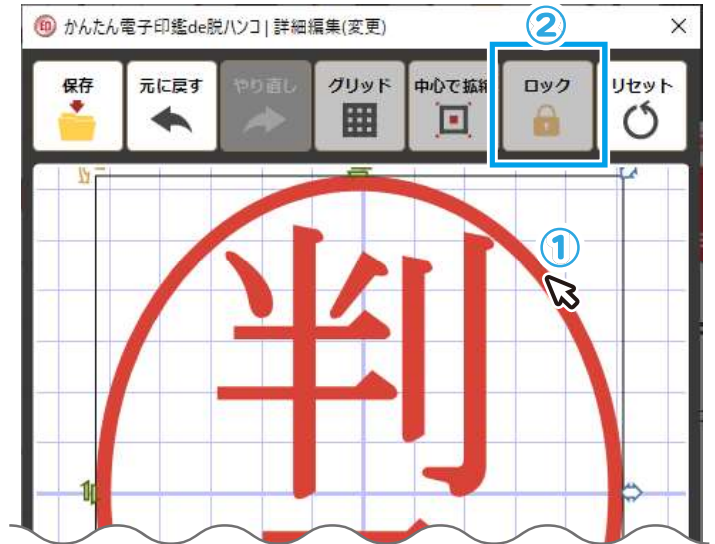 印 かんたん電子印鑑de脱ハンコ | 詳細編集(変更)
②
保存 元に戻す やり直し グリッド 中心で拡縮 ロック リセット
①
判